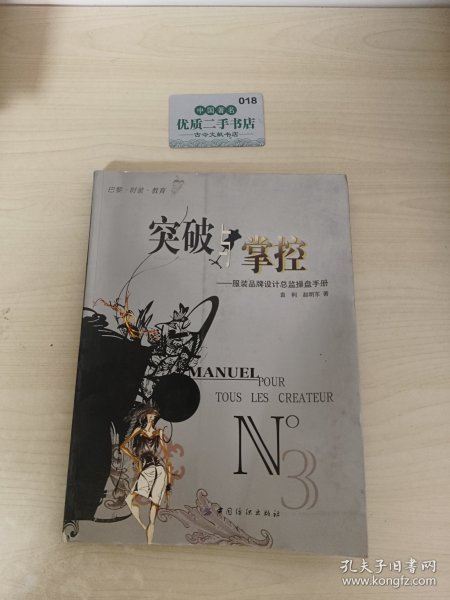 中国著名
018
优质二手书店
——古今文献书店——
巴黎·时装·教育
突破与掌控
——服装品牌设计总监操盘手册
袁利 赵明东 著
MANUEL POUR
TOUS LES CREATEUR
N°3
中国纺织出版社
孔夫子旧书网
www.kongfz.com